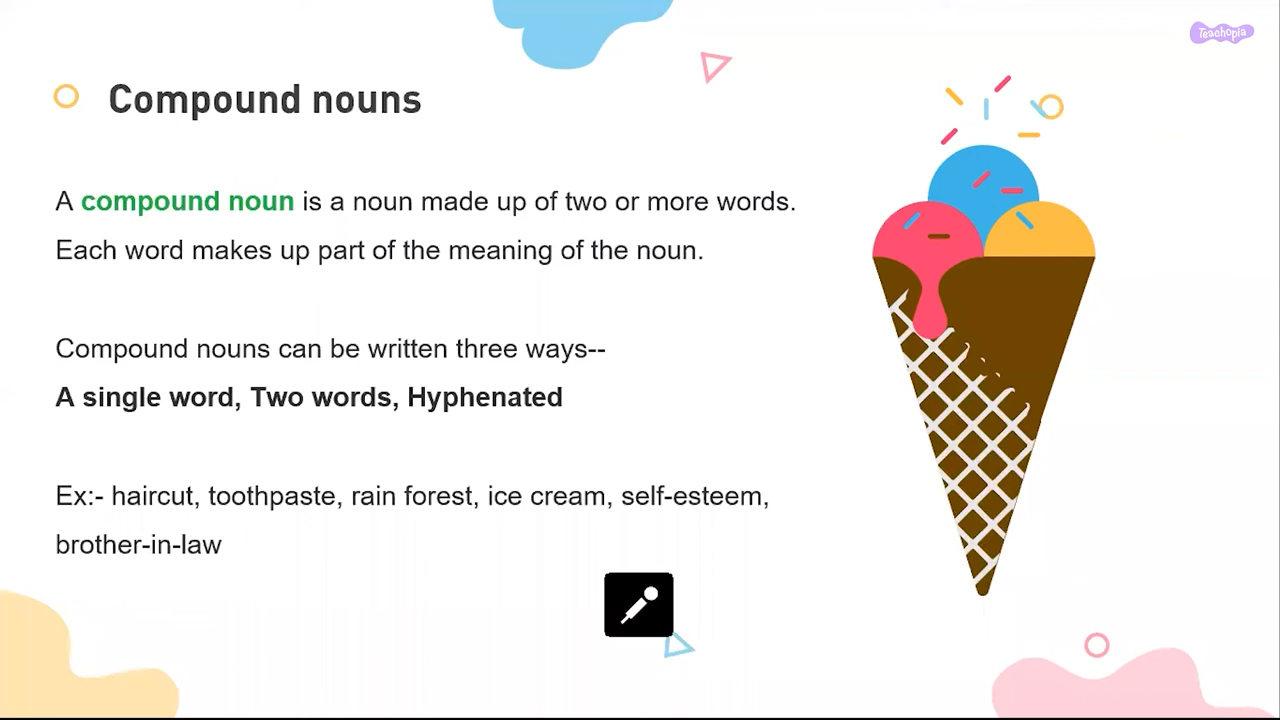 Teachopia
Compound nouns
A compound noun is a noun made up of two or more words.
Each word makes up part of the meaning of the noun.
Compound nouns can be written three ways--
A single word, Two words, Hyphenated
Ex:- haircut, toothpaste, rain forest, ice cream, self-esteem,
brother-in-law